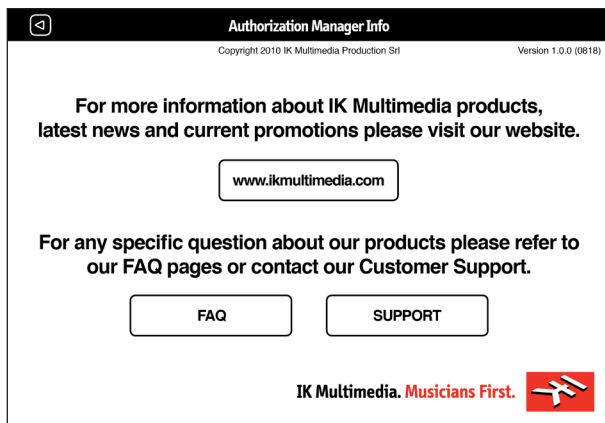 Authorization Manager Info
Copyright 2010 IK Multimedia Production Srl Version 1.0.0 (0818)
For more information about IK Multimedia products,
latest news and current promotions please visit our website.
www.ikmultimedia.com
For any specific question about our products please refer to
our FAQ pages or contact our Customer Support.
FAQ SUPPORT
IK Multimedia. Musicians First.